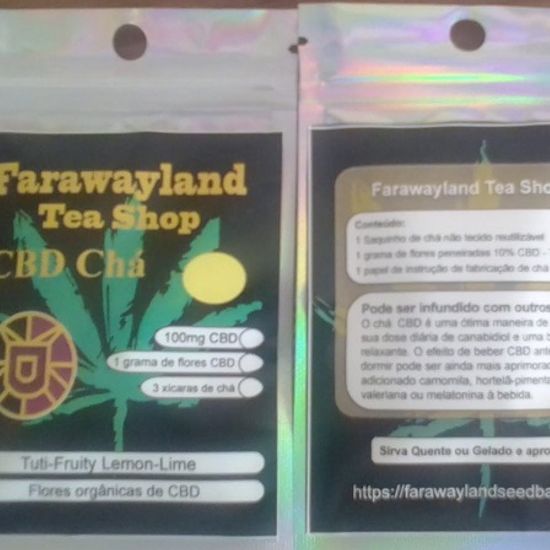 Farawayland
Tea Shop
CBD Chá
100mg CBD
1 grama de flores CBD
3 xícaras de chá
Tuti-Fruity Lemon-Lime
Flores orgânicas de CBD
Farawayland Tea Sho
Conteúdo:
1 Saquinho de chá não tecido reutilizável
1 grama de flores peneiradas 10% CBD -
1 papel de instrução de fabricação de chá
Pode ser infundido com outros
O chá CBD é uma ótima maneira de
sua dose diária de canabidiol e uma b
relaxante. O efeito de beber CBD ant
dormir pode ser ainda mais aprimora
adicionado camomila, hortelã-pimenta
valeriana ou melatonina à bebida.
Sirva Quente ou Gelado e apro
https://farawaylandseedba